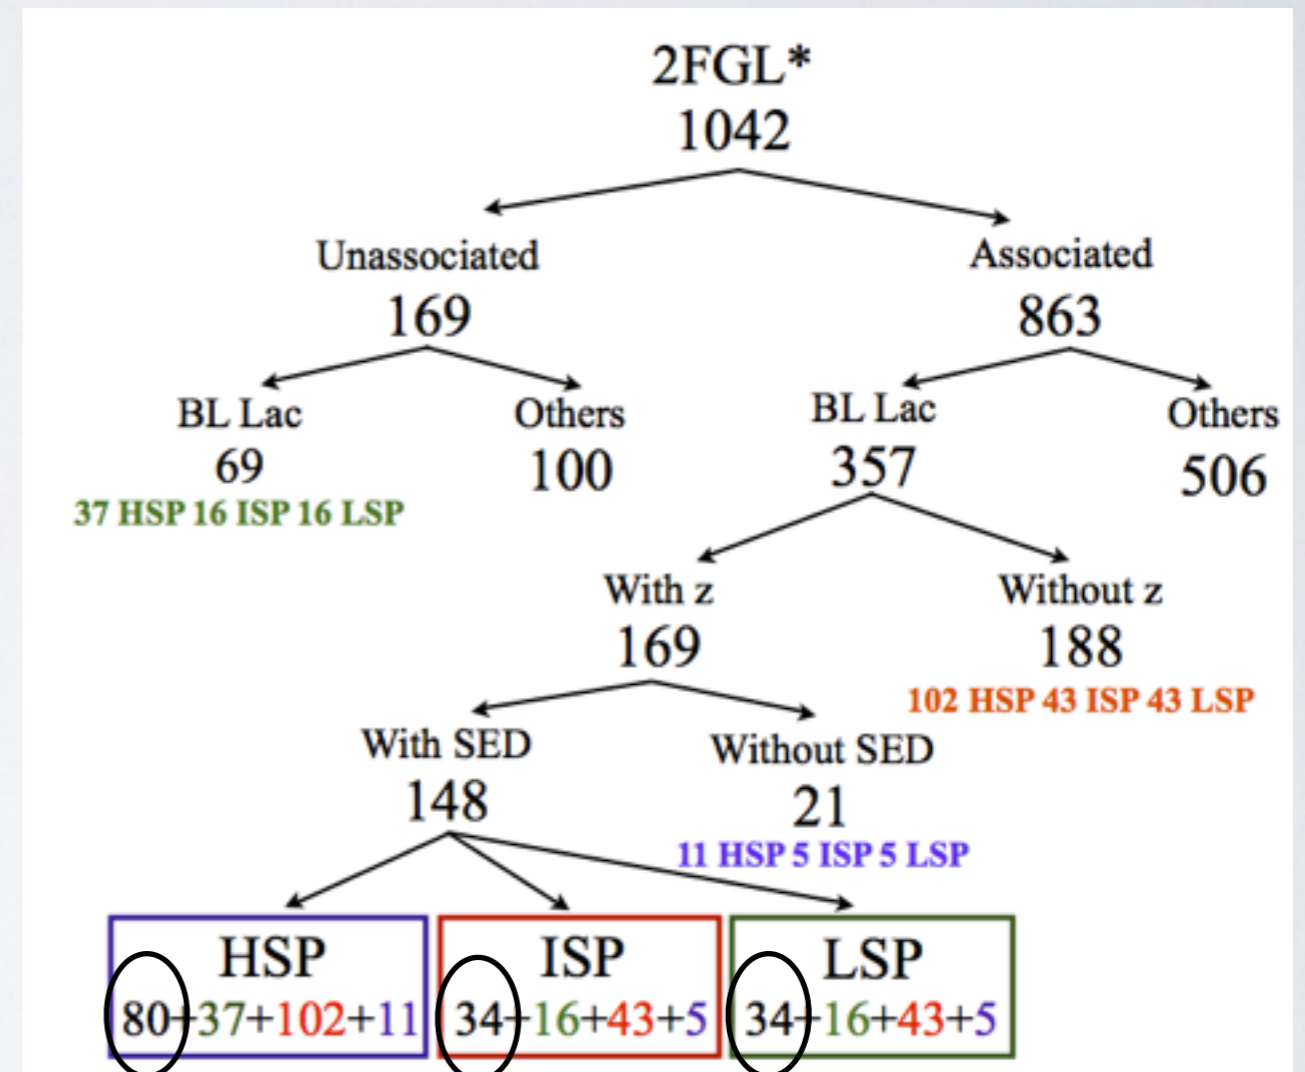 2FGL*
1042
Unassociated
169
Associated
863
BL Lac
69
37 HSP 16 ISP 16 LSP
Others
100
BL Lac
357
Others
506
With z
169
Without z
188
102 HSP 43 ISP 43 LSP
With SED
148
Without SED
21
11 HSP 5 ISP 5 LSP
HSP
80+37+102+11
ISP
34+16+43+5
LSP
34+16+43+5